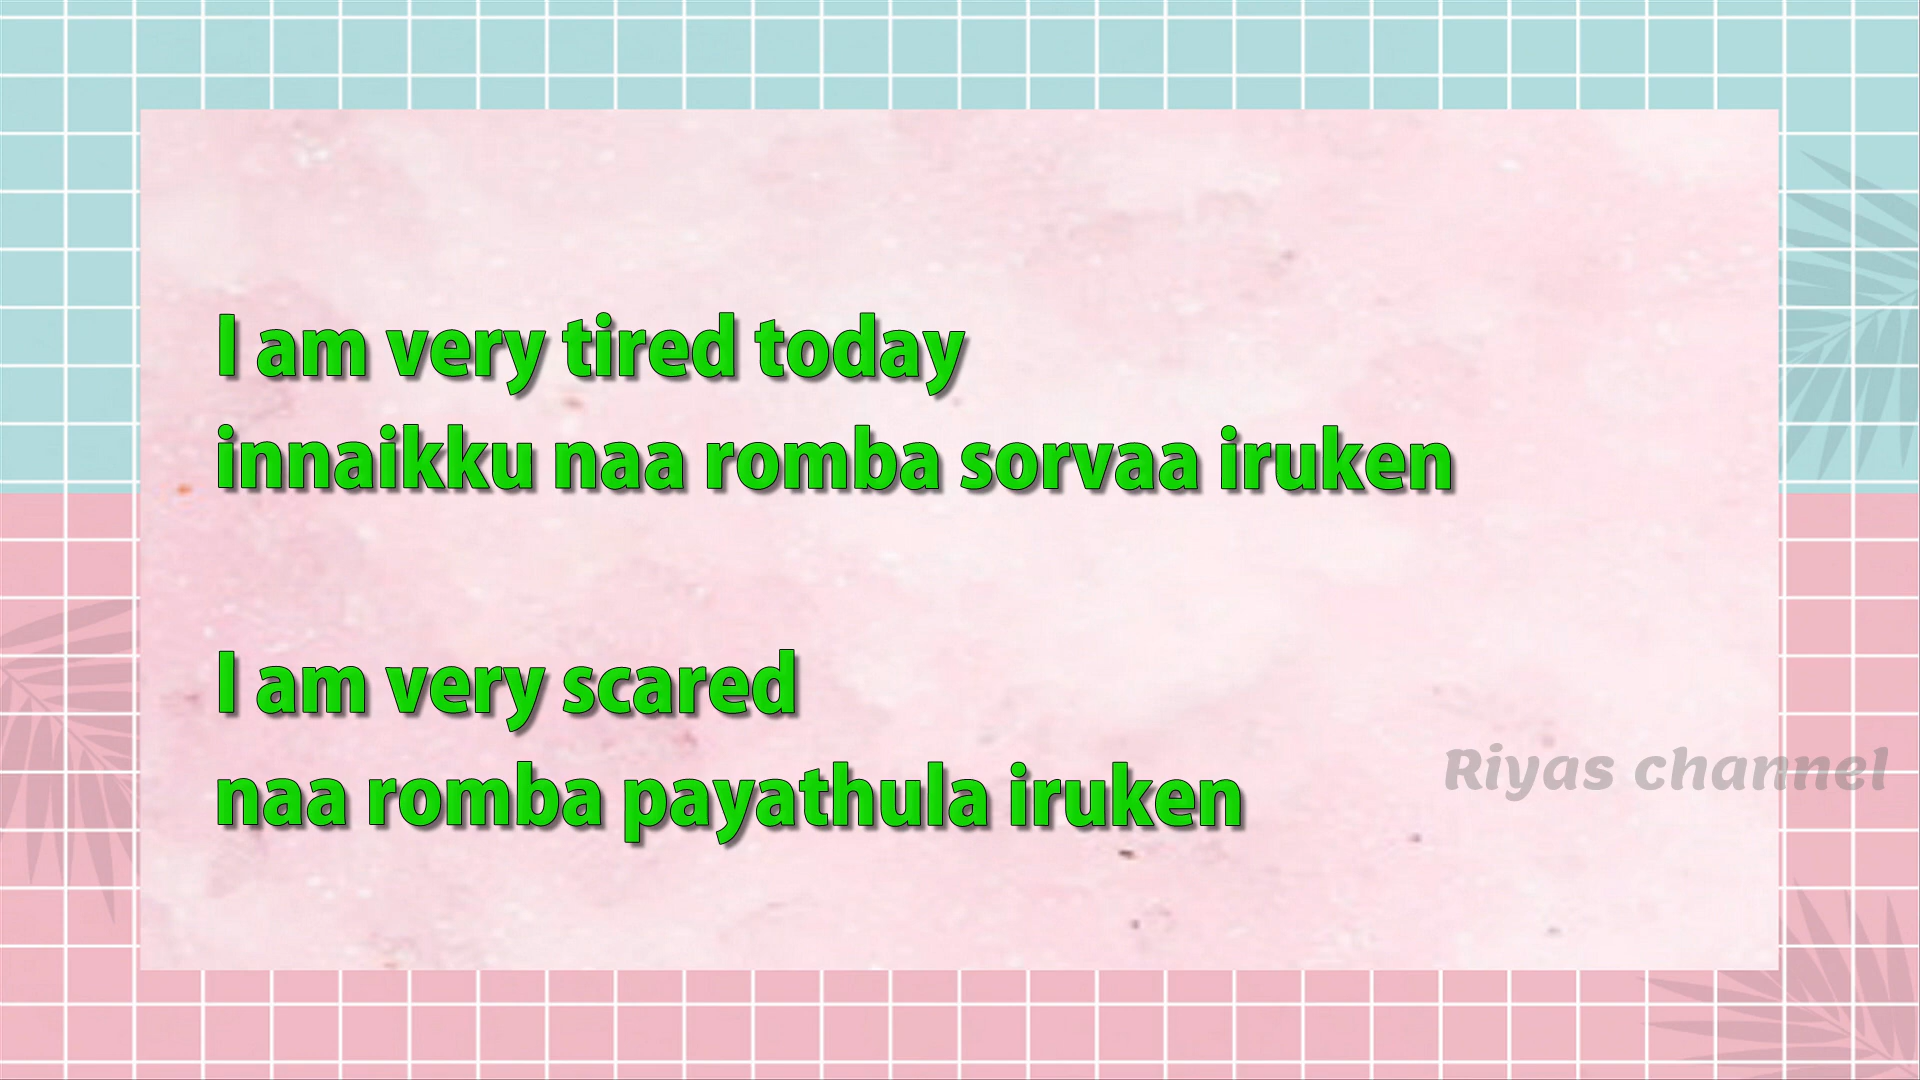 I am very tired today
innaikku naa romba sorvaa iruken
I am very scared
naa romba payathula iruken
Riyas channel